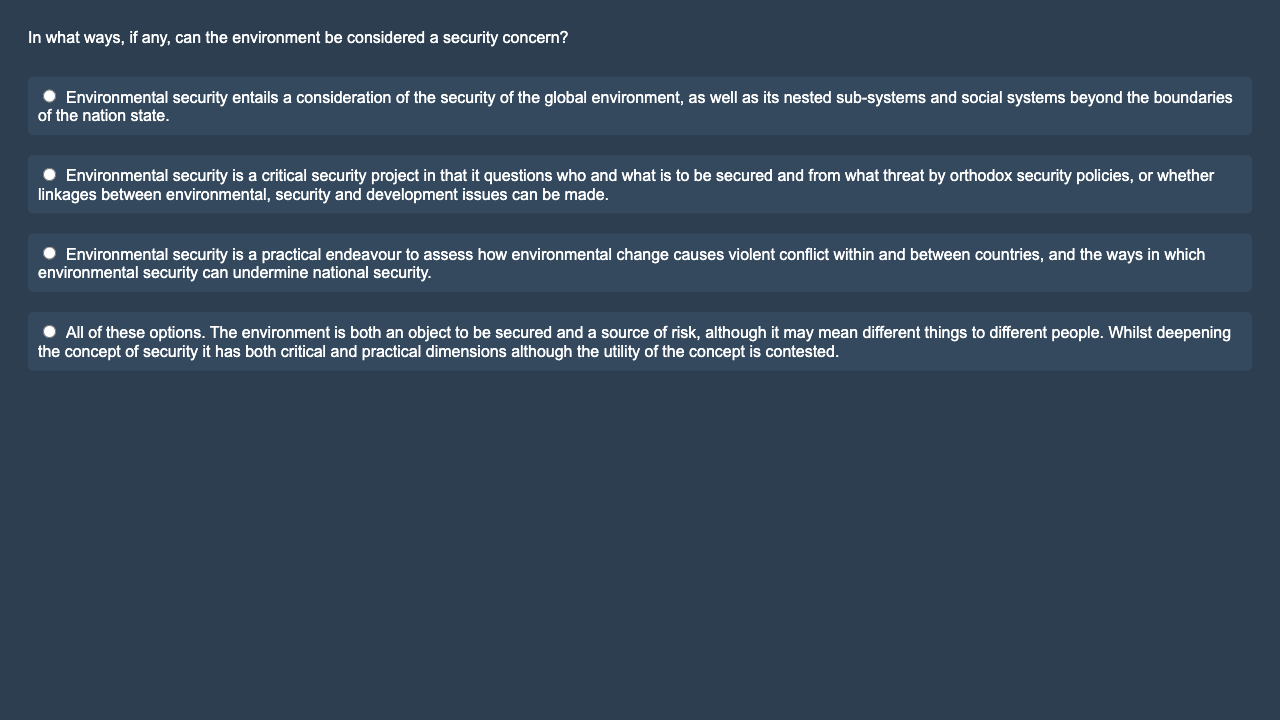 In what ways, if any, can the environment be considered a security concern?
Environmental security entails a consideration of the security of the global environment, as well as its nested sub-systems and social systems beyond the boundaries
of the nation state.
Environmental security is a critical security project in that it questions who and what is to be secured and from what threat by orthodox security policies, or whether
linkages between environmental, security and development issues can be made.
Environmental security is a practical endeavour to assess how environmental change causes violent conflict within and between countries, and the ways in which
environmental security can undermine national security.
All of these options. The environment is both an object to be secured and a source of risk, although it may mean different things to different people. Whilst deepening
the concept of security it has both critical and practical dimensions although the utility of the concept is contested.